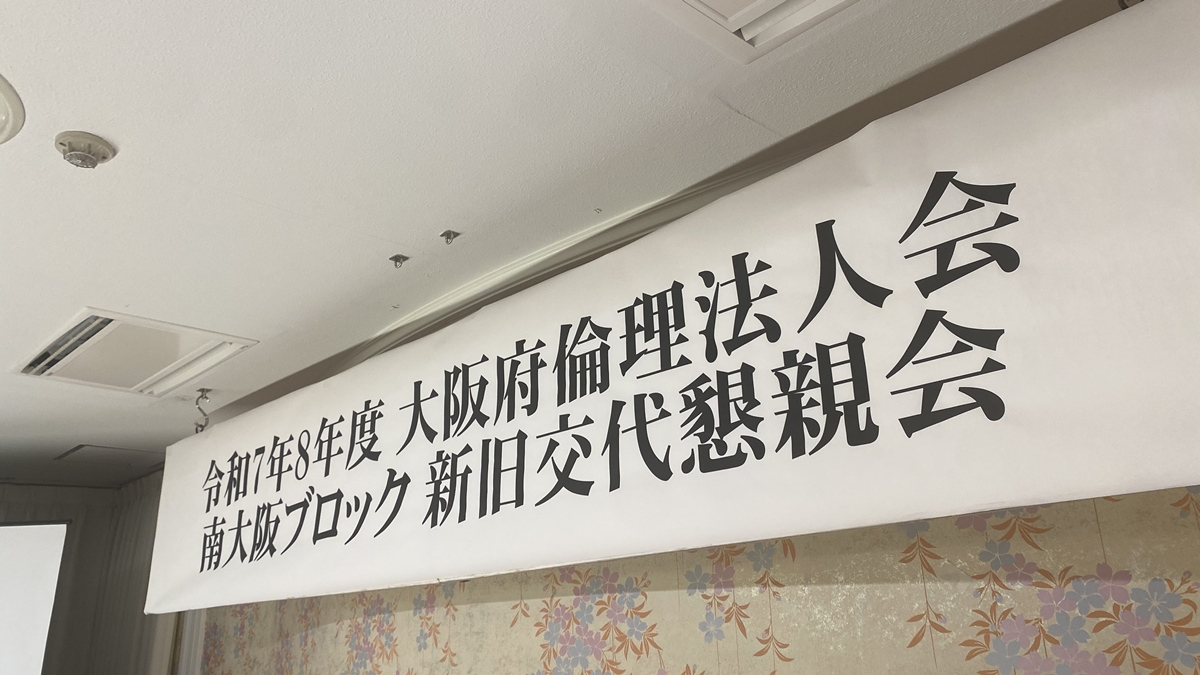 令和7年8年度 大阪府倫理法人会
南大阪ブロック 新旧交代懇親会